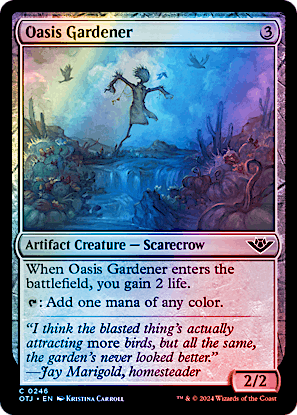 Oasis Gardener 3
Artifact Creature — Scarecrow
When Oasis Gardener enters the
battlefield, you gain 2 life.
: Add one mana of any color.
"I think the blasted thing's actually
attracting more birds, but all the same,
the garden's never looked better."
—Jay Marigold, homesteader
2/2
C 0246
OTJ • EN Kristina Carroll
™ & © 2024 Wizards of the Coast